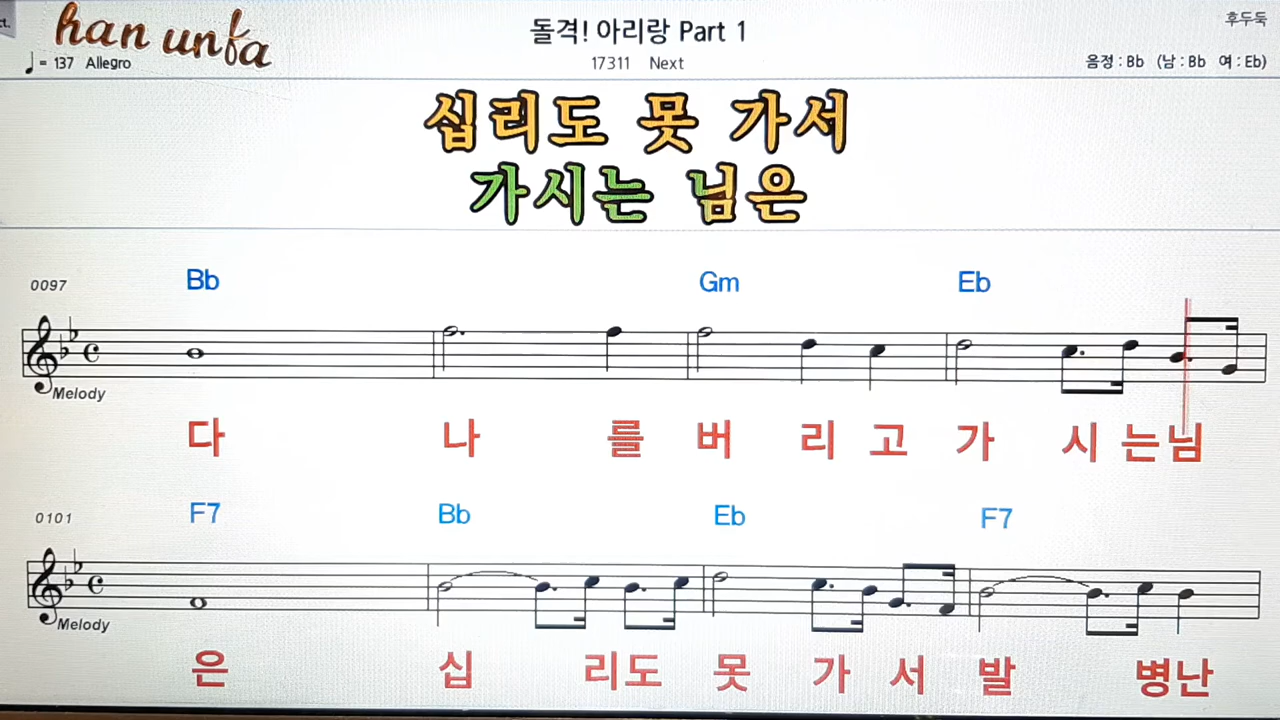 ct.
han unfa
돌격! 아리랑 Part 1
후두둑
♩= 137 Allegro
17311 Next
음정 : Bb (남 : Bb 여 : Eb)
십리도 못 가서
가시는 님은
0097 Bb Gm Eb
Melody
다 나 를 버 리 고 가 시 는 님
0101 F7 Bb Eb F7
Melody
은 십 리도 못 가 서 발 병난